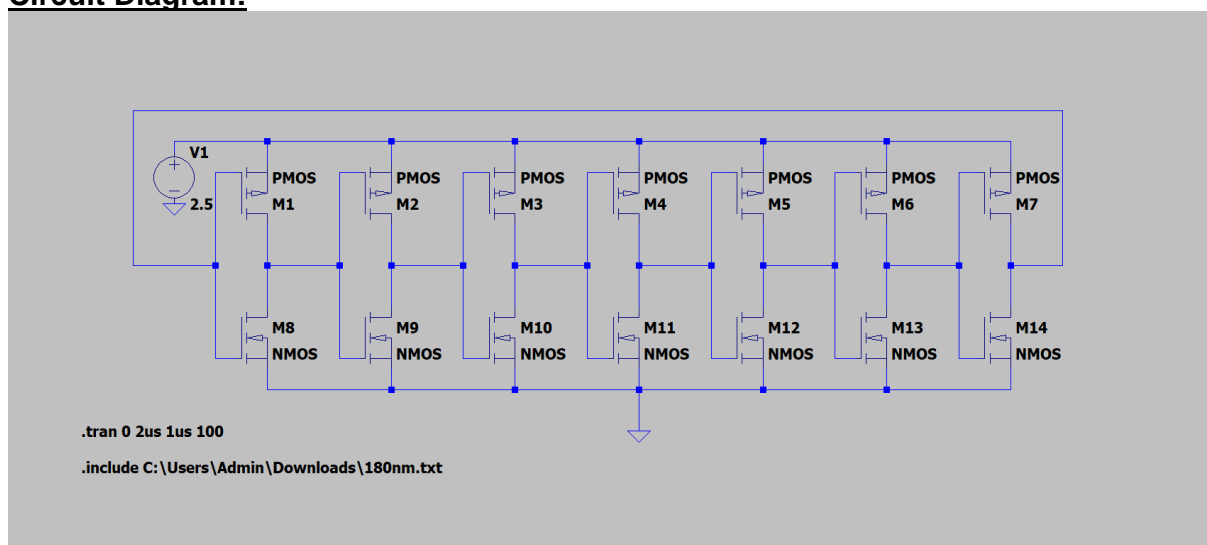 Circuit Diagram:
V1
2.5
PMOS
M1
PMOS
M2
PMOS
M3
PMOS
M4
PMOS
M5
PMOS
M6
PMOS
M7
M8
NMOS
M9
NMOS
M10
NMOS
M11
NMOS
M12
NMOS
M13
NMOS
M14
NMOS
.tran 0 2us 1us 100
.include C:\Users\Admin\Downloads\180nm.txt